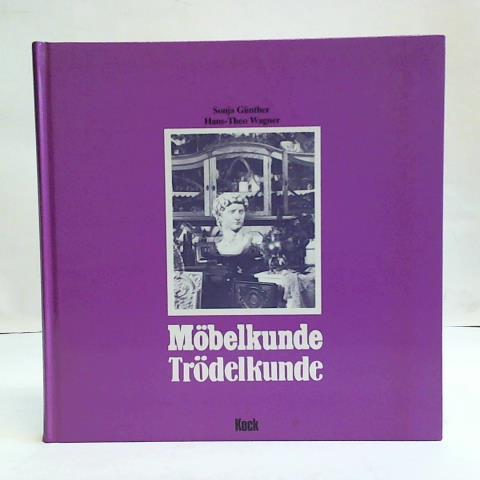 Sonja Günther
Hans-Theo Wagner
Möbelkunde
Trödelkunde
Kock